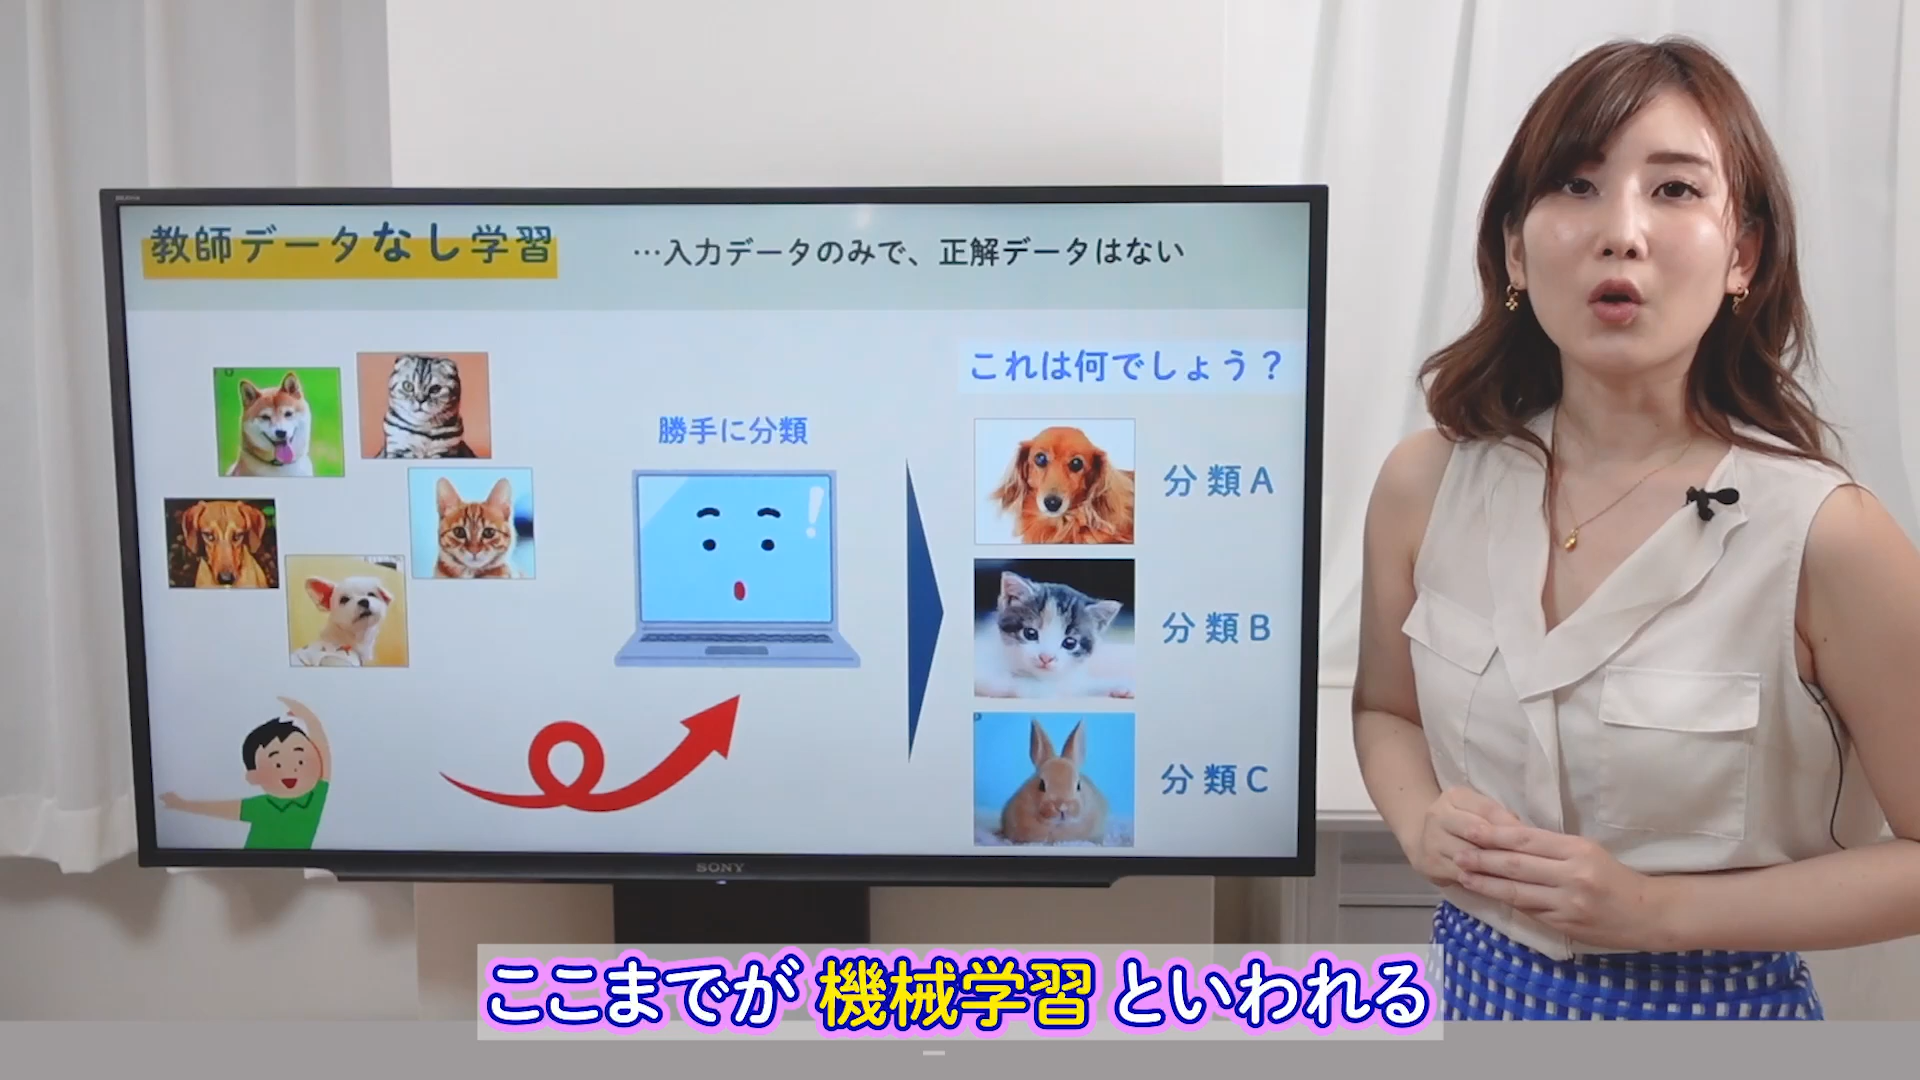 教師データなし学習
…入力データのみで、正解データはない
これは何でしょう？
勝手に分類
分類A
分類B
分類C
SONY
ここまでが 機械学習 といわれる